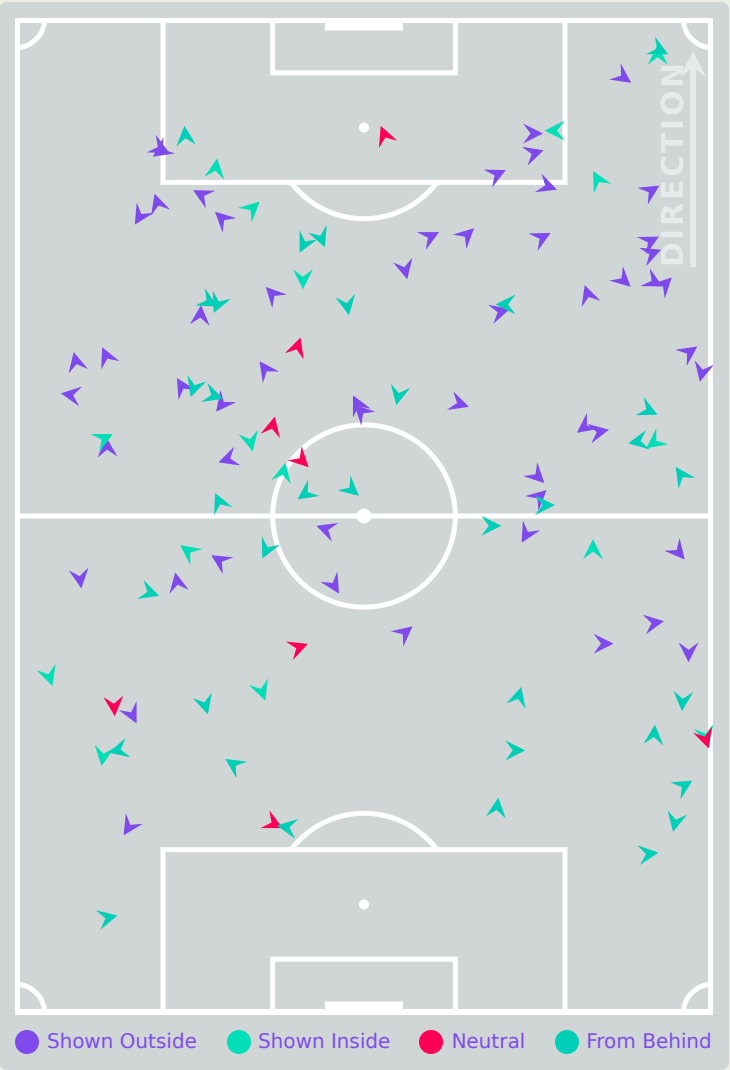 DIRECTION
Shown Outside
Shown Inside
Neutral
From Behind